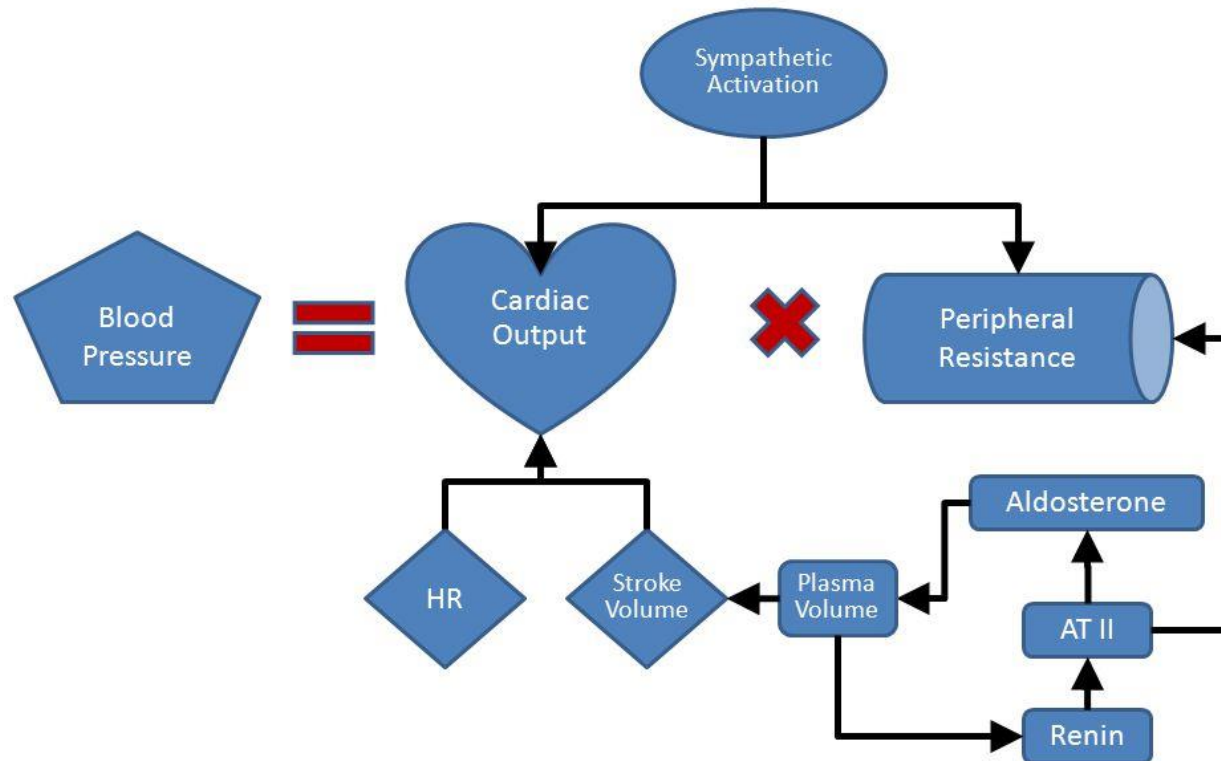 Sympathetic
Activation
Blood
Pressure
Cardiac
Output
Peripheral
Resistance
HR
Stroke
Volume
Plasma
Volume
Aldosterone
AT II
Renin